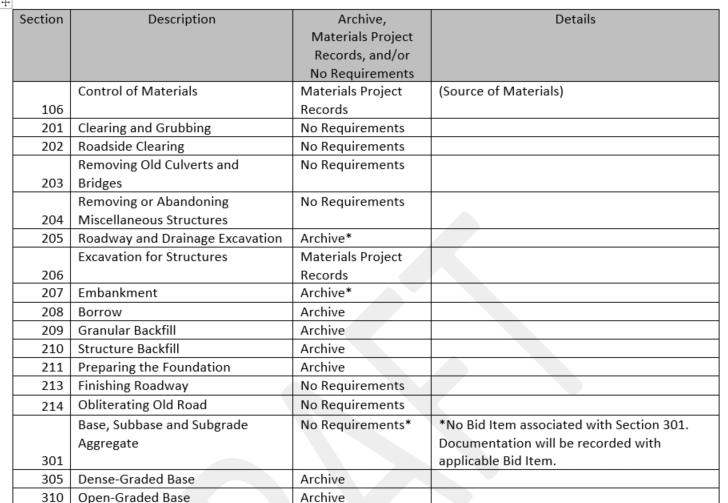 Section Description Archive, Materials Project Records, and/or No Requirements Details
106 Control of Materials Materials Project Records (Source of Materials)
201 Clearing and Grubbing No Requirements
202 Roadside Clearing No Requirements
203 Removing Old Culverts and Bridges No Requirements
204 Removing or Abandoning Miscellaneous Structures No Requirements
205 Roadway and Drainage Excavation Archive*
206 Excavation for Structures Materials Project Records
207 Embankment Archive*
208 Borrow Archive
209 Granular Backfill Archive
210 Structure Backfill Archive
211 Preparing the Foundation Archive
213 Finishing Roadway No Requirements
214 Obliterating Old Road No Requirements
301 Base, Subbase and Subgrade Aggregate No Requirements* *No Bid Item associated with Section 301. Documentation will be recorded with applicable Bid Item.
305 Dense-Graded Base Archive
310 Open-Graded Base Archive
DRAFT